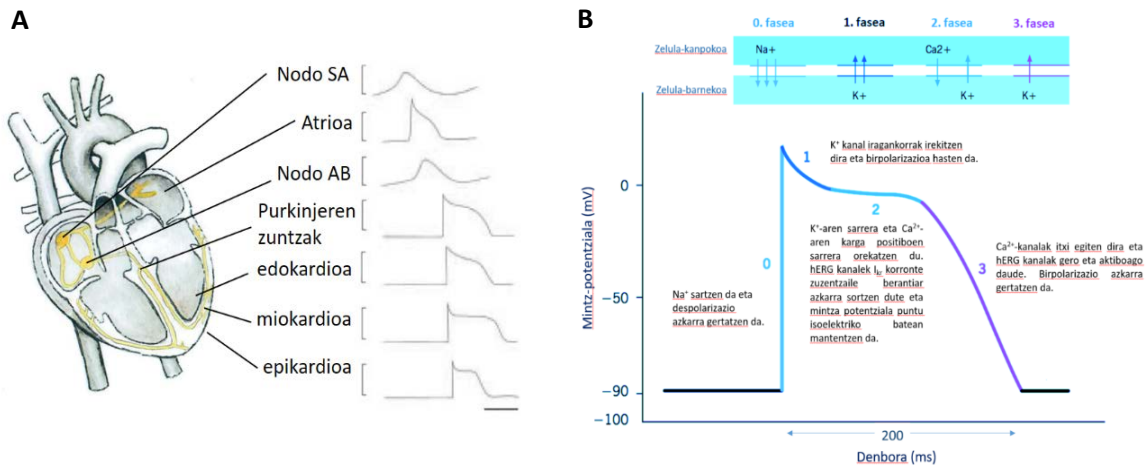 A
Nodo SA
Atrioa
Nodo AB
Purkinjeren
zuntzak
edokardioa
miokardioa
epikardioa
B
0. fasea
1. fasea
2. fasea
3. fasea
Zelula-kanpokoa
Na+
Ca2+
Zelula-barnekoa
K+
K+
K+
Mintz-potentziala (mV)
0
−50
−90
−100
0
Na⁺ sartzen da eta
despolarizazio
azkarra gertatzen da.
1
K⁺ kanal iragankorrak irekitzen
dira eta birpolarizazioa hasten da.
2
K⁺-aren sarrera eta Ca²⁺-
aren karga positiboen
sarrera orekatzen du.
hERG kanalek Iₖᵣ korronte
zuzentzaile berantiar
azkarra sortzen dute eta
mintza potentziala puntu
isoelektriko batean
mantentzen da.
3
Ca²⁺-kanalak itxi egiten dira eta
hERG kanalak gero eta aktiboago
daude. Birpolarizazio azkarra
gertatzen da.
200
Denbora (ms)